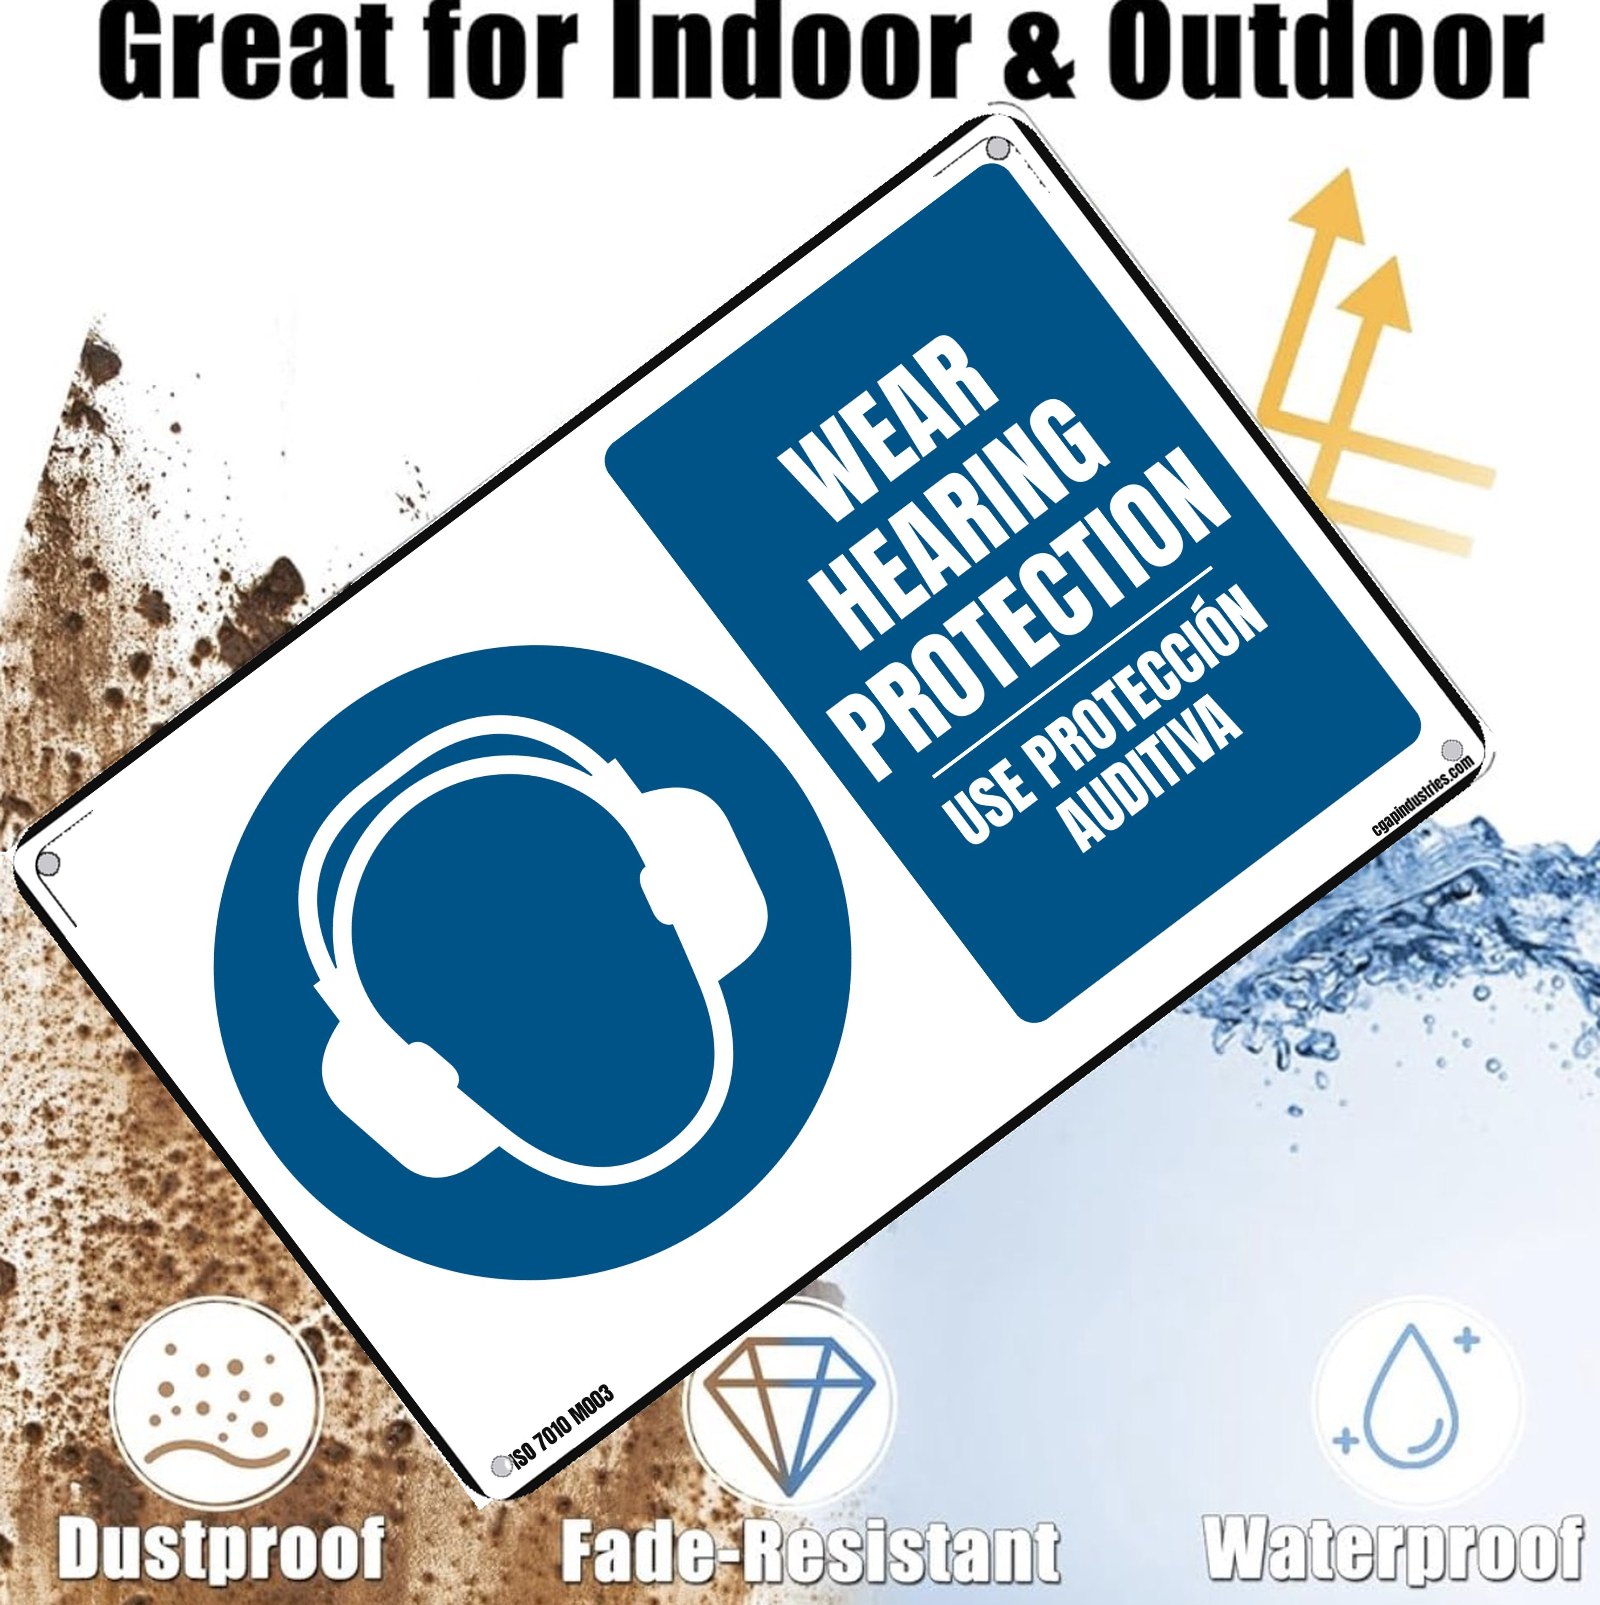 Great for Indoor & Outdoor
WEAR
HEARING
PROTECTION
USE PROTECCIÓN
AUDITIVA
cgapindustries.com
ISO 7010 M003
Dustproof
Fade-Resistant
Waterproof